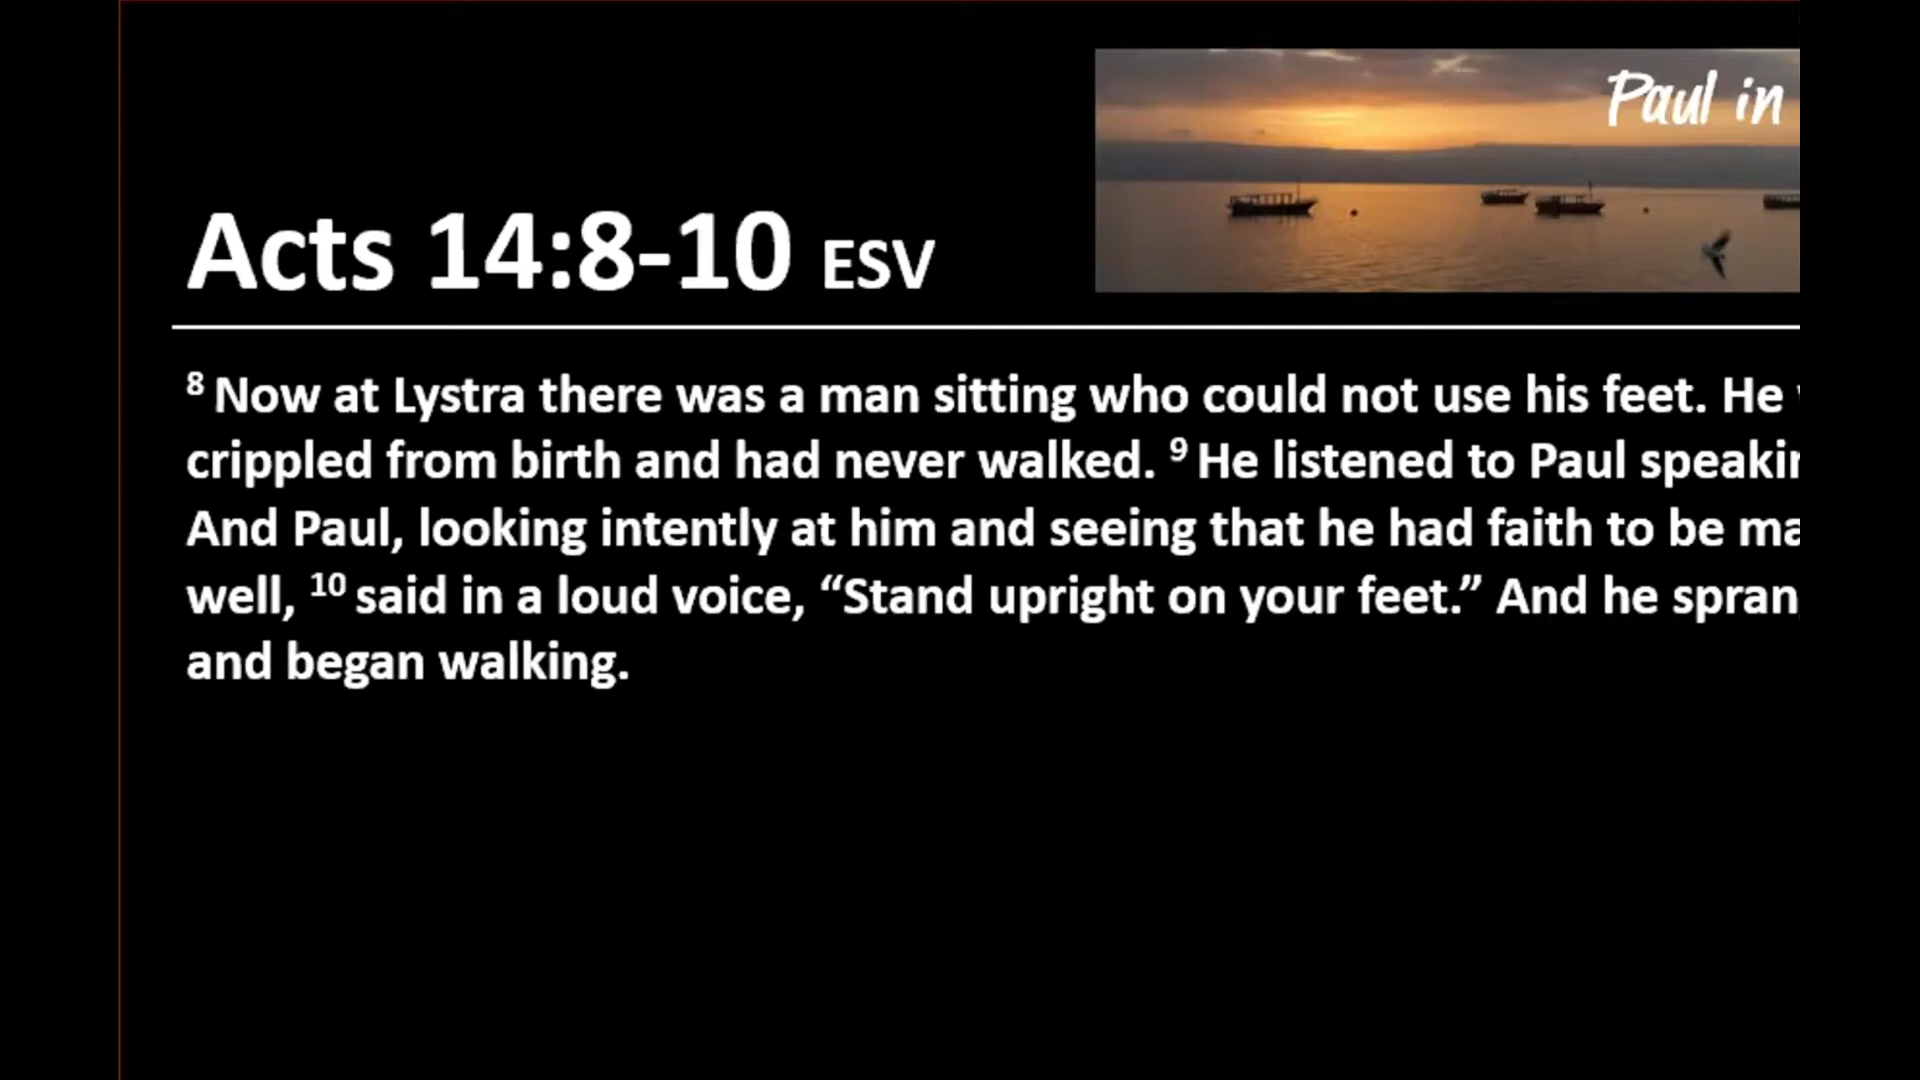 Paul in
Acts 14:8-10 ESV
8 Now at Lystra there was a man sitting who could not use his feet. He
crippled from birth and had never walked. 9 He listened to Paul
And Paul, looking intently at him and seeing that he had faith to be
well, 10 said in a loud voice, “Stand upright on your feet.” And he
and began walking.